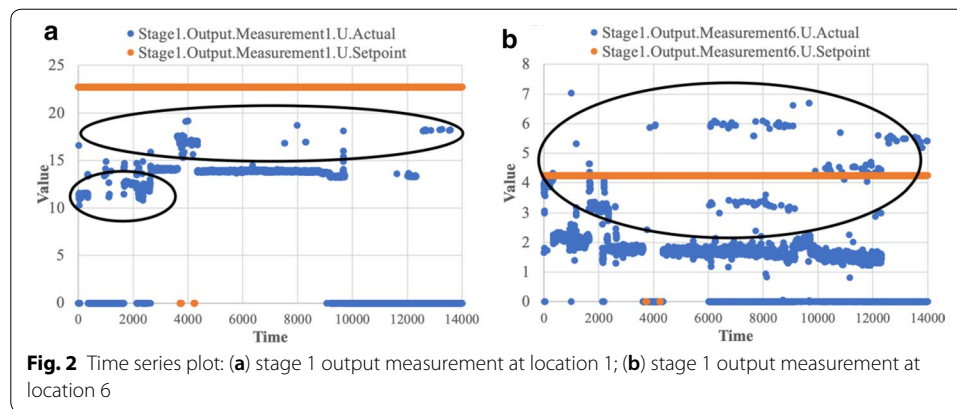 a
Stage1.Output.Measurement1.U.Actual
Stage1.Output.Measurement1.U.Setpoint
25
20
15
10
5
0
Value
0 2000 4000 6000 8000 10000 12000 14000
Time
b
Stage1.Output.Measurement6.U.Actual
Stage1.Output.Measurement6.U.Setpoint
8
7
6
5
4
3
2
1
0
Value
0 2000 4000 6000 8000 10000 12000 14000
Time
Fig. 2 Time series plot: (a) stage 1 output measurement at location 1; (b) stage 1 output measurement at
location 6